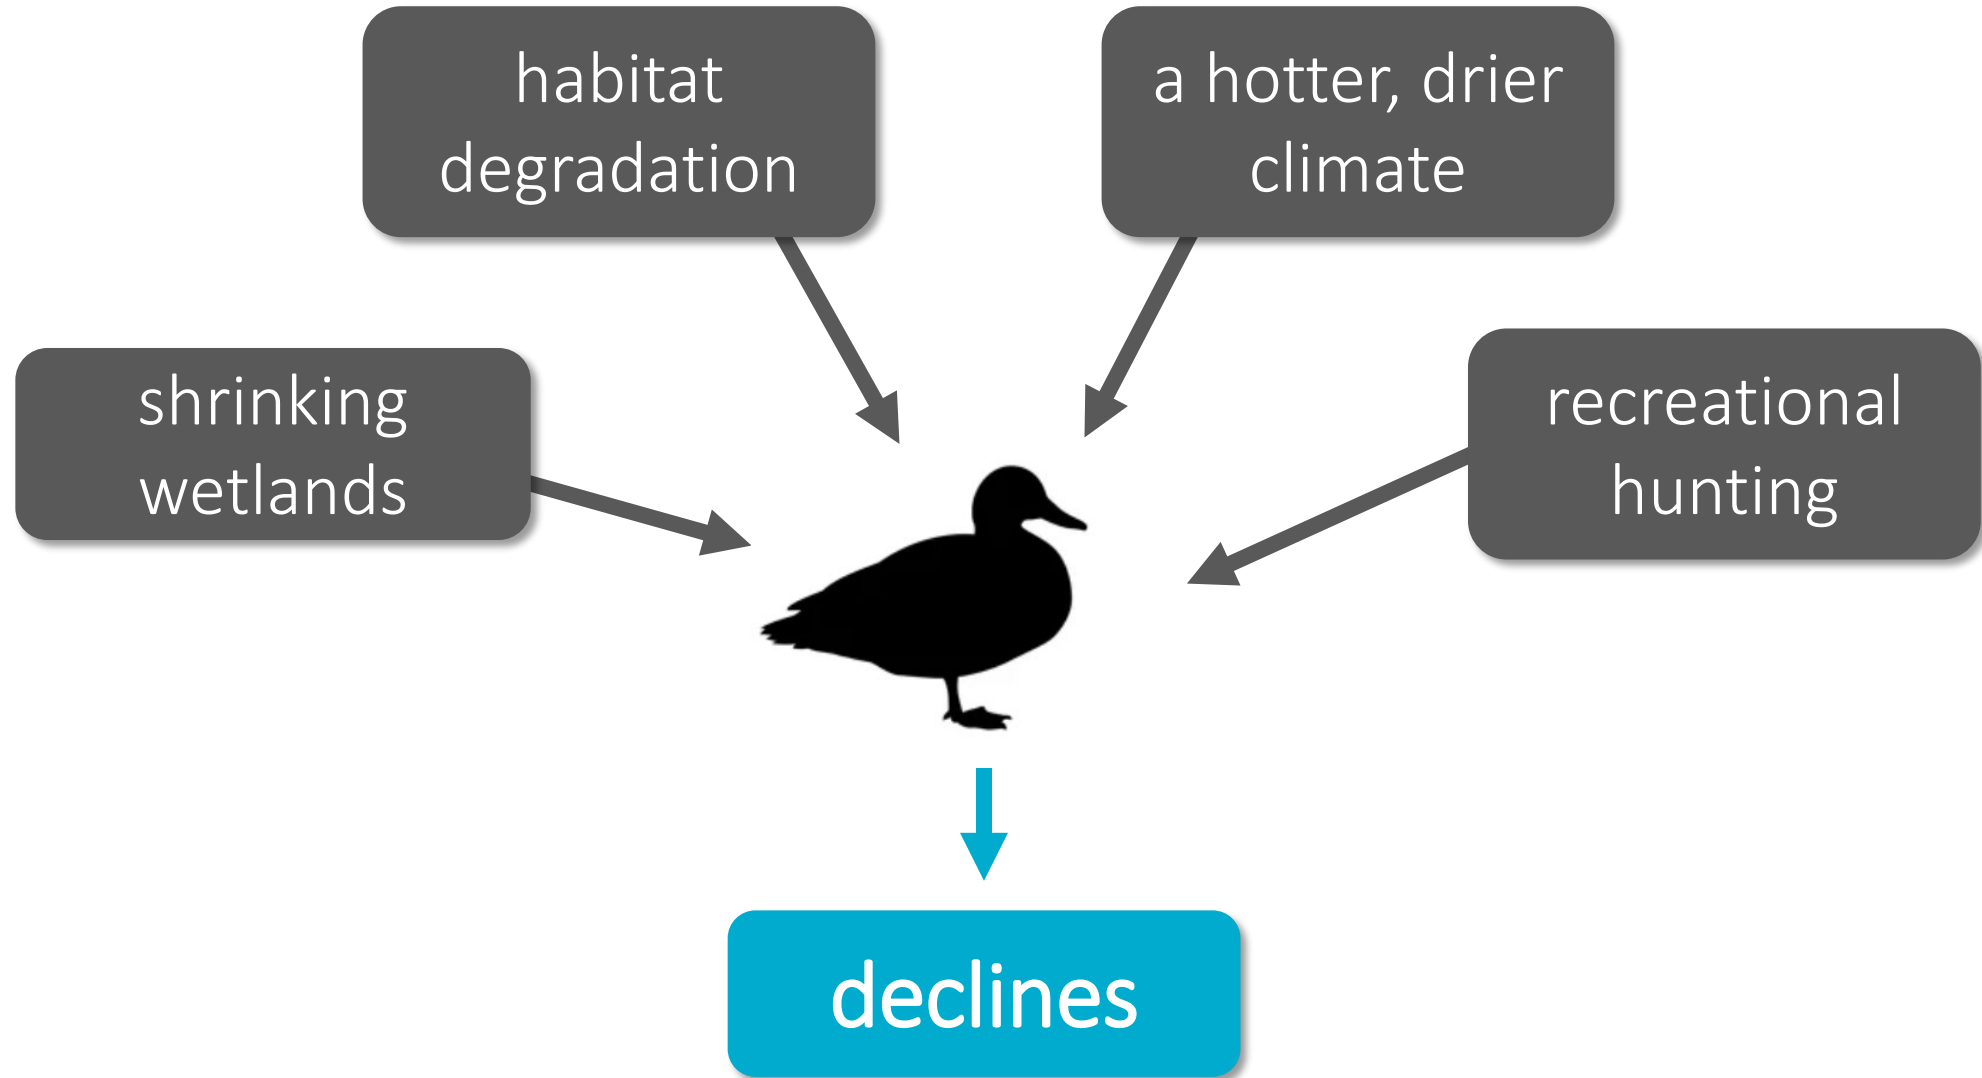 habitat
degradation
a hotter, drier
climate
shrinking
wetlands
recreational
hunting
declines